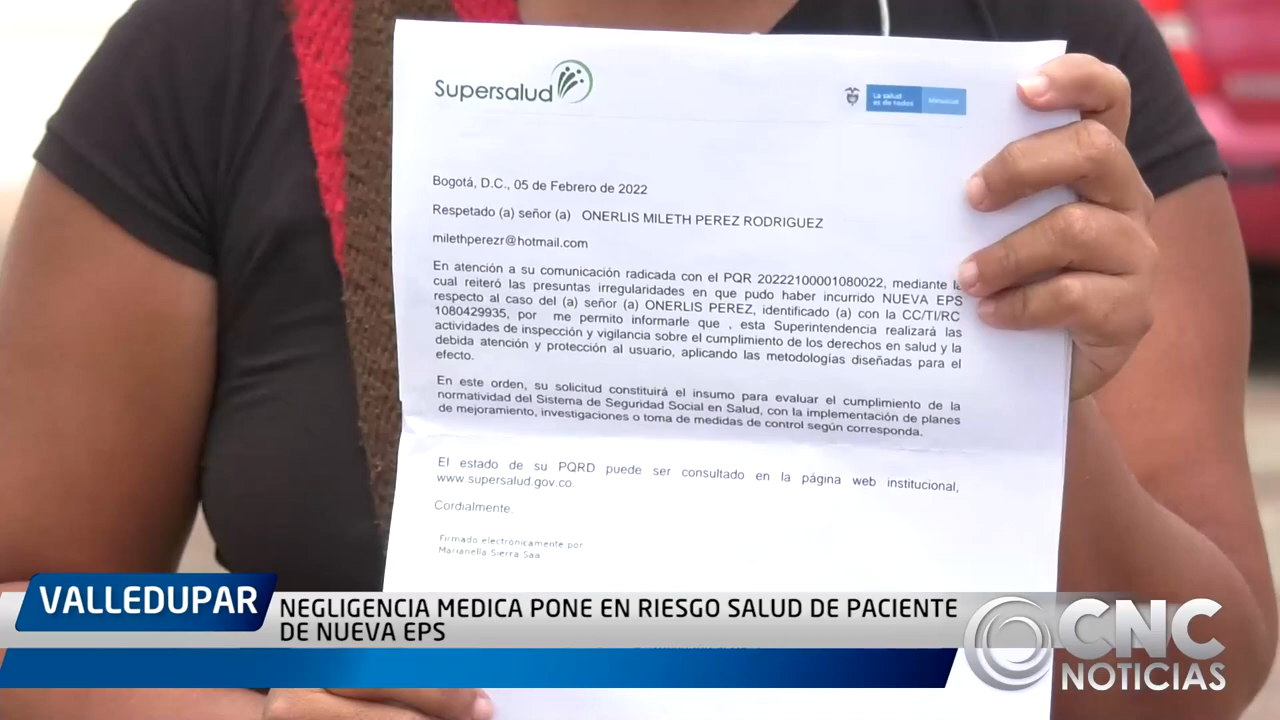 Supersalud
La salud
es de todos
Minsalud
Bogotá, D.C., 05 de Febrero de 2022
Respetado (a) señor (a) ONERLIS MILETH PEREZ RODRIGUEZ
milethperezr@hotmail.com
En atención a su comunicación radicada con el PQR 20222100001080022, mediante la
cual reiteró las presuntas irregularidades en que pudo haber incurrido NUEVA EPS
respecto al caso del (a) señor (a) ONERLIS PEREZ, identificado (a) con la CC/TI/RC
1080429935, por me permito informarle que , esta Superintendencia realizará las
actividades de inspección y vigilancia sobre el cumplimiento de los derechos en salud y la
debida atención y protección al usuario, aplicando las metodologías diseñadas para el
efecto.
En este orden, su solicitud constituirá el insumo para evaluar el cumplimiento de la
normatividad del Sistema de Seguridad Social en Salud, con la implementación de planes
de mejoramiento, investigaciones o toma de medidas de control según corresponda.
El estado de su PQRD puede ser consultado en la página web institucional,
www.supersalud.gov.co.
Cordialmente,
Firmado electrónicamente por
Marianella Sierra Saa
VALLEDUPAR
NEGLIGENCIA MEDICA PONE EN RIESGO SALUD DE PACIENTE
DE NUEVA EPS
CNC
NOTICIAS